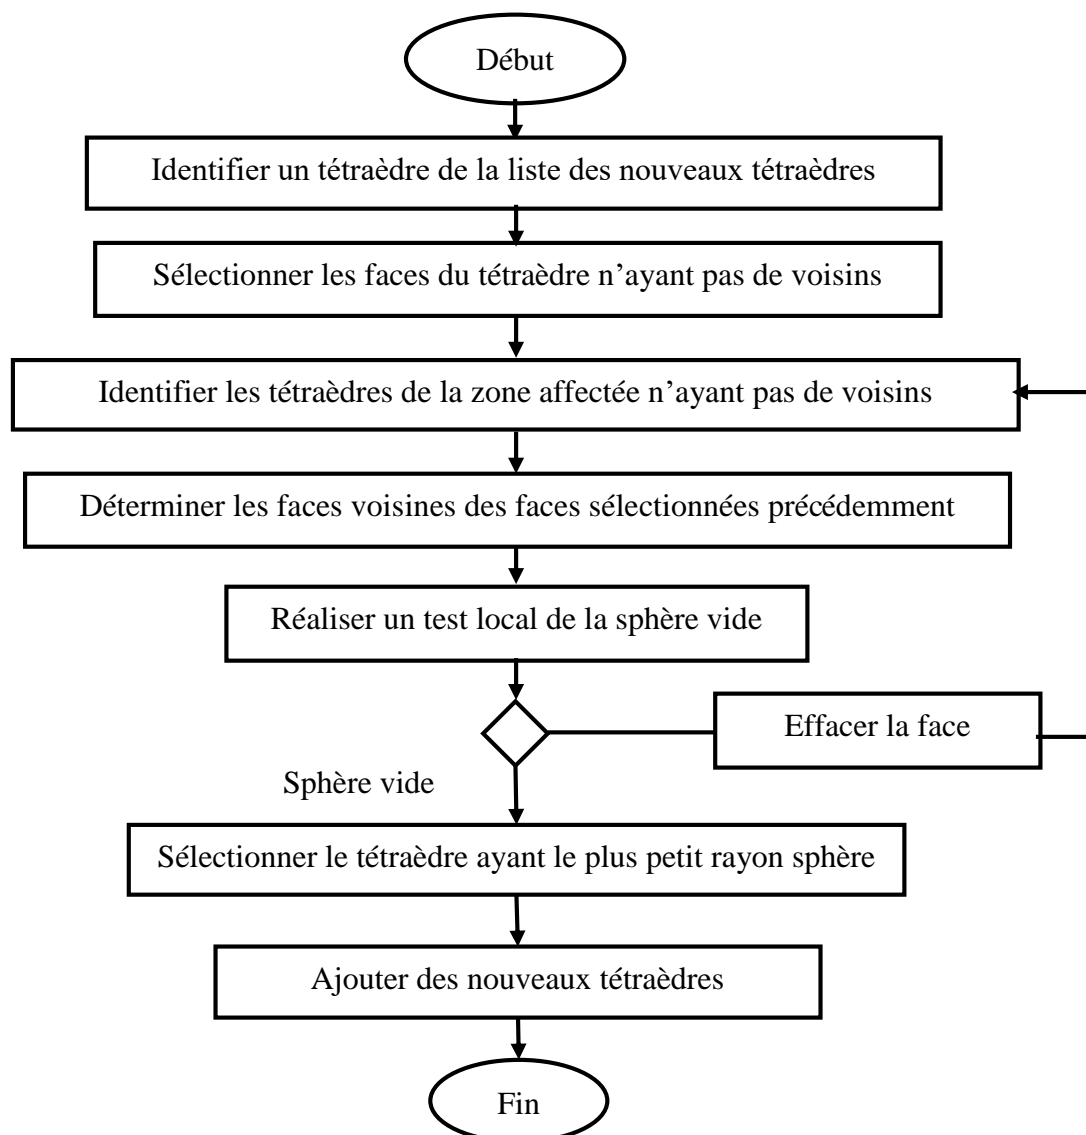 Début
Identifier un tétraèdre de la liste des nouveaux tétraèdres
Sélectionner les faces du tétraèdre n’ayant pas de voisins
Identifier les tétraèdres de la zone affectée n’ayant pas de voisins
Déterminer les faces voisines des faces sélectionnées précédemment
Réaliser un test local de la sphère vide
Effacer la face
Sphère vide
Sélectionner le tétraèdre ayant le plus petit rayon sphère
Ajouter des nouveaux tétraèdres
Fin